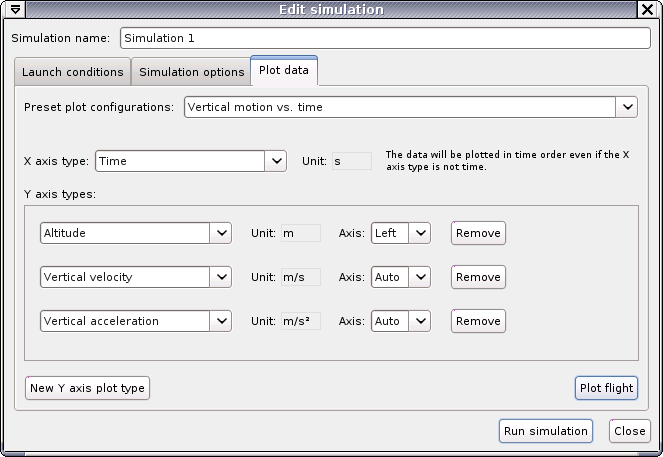 Edit simulation
Simulation name: Simulation 1
Launch conditions Simulation options Plot data
Preset plot configurations: Vertical motion vs. time
X axis type: Time Unit: s The data will be plotted in time order even if the X
axis type is not time.
Y axis types:
Altitude Unit: m Axis: Left Remove
Vertical velocity Unit: m/s Axis: Auto Remove
Vertical acceleration Unit: m/s² Axis: Auto Remove
New Y axis plot type Plot flight
Run simulation Close